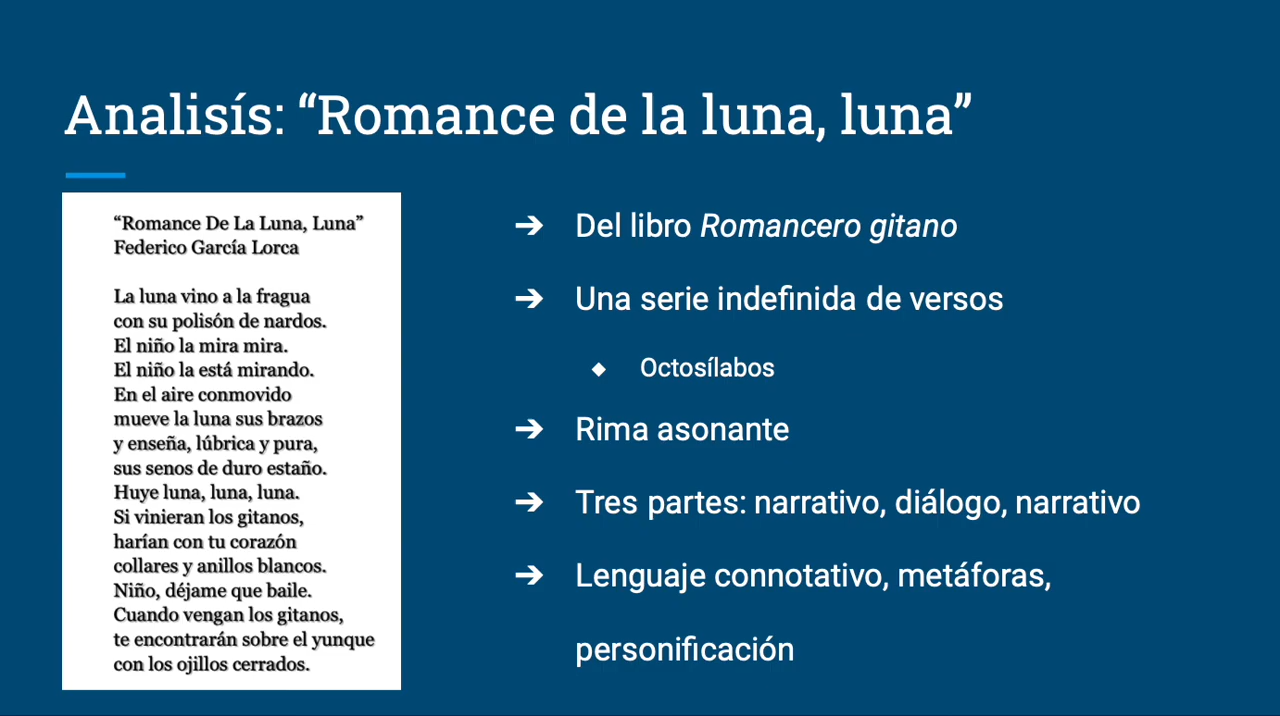 Analisís: “Romance de la luna, luna”
“Romance De La Luna, Luna”
Federico García Lorca
La luna vino a la fragua
con su polisón de nardos.
El niño la mira mira.
El niño la está mirando.
En el aire conmovido
mueve la luna sus brazos
y enseña, lúbrica y pura,
sus senos de duro estaño.
Huye luna, luna, luna.
Si vinieran los gitanos,
harían con tu corazón
collares y anillos blancos.
Niño, déjame que baile.
Cuando vengan los gitanos,
te encontrarán sobre el yunque
con los ojillos cerrados.
➔ Del libro Romancero gitano
➔ Una serie indefinida de versos
◆ Octosílabos
➔ Rima asonante
➔ Tres partes: narrativo, diálogo, narrativo
➔ Lenguaje connotativo, metáforas,
personificación